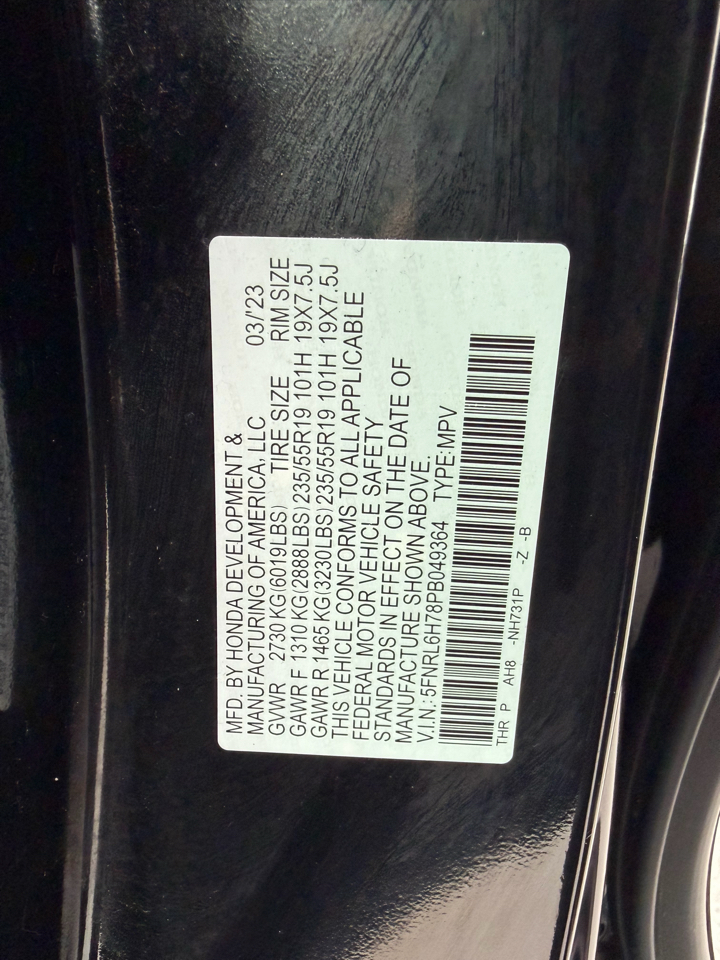 MFD. BY HONDA DEVELOPMENT &
MANUFACTURING OF AMERICA, LLC 03/'23
GVWR 2730 KG(6019LBS) TIRE SIZE RIM SIZE
GAWR F 1310 KG(2888LBS) 235/55R19 101H 19X7.5J
GAWR R 1465 KG(3230LBS) 235/55R19 101H 19X7.5J
THIS VEHICLE CONFORMS TO ALL APPLICABLE
FEDERAL MOTOR VEHICLE SAFETY
STANDARDS IN EFFECT ON THE DATE OF
MANUFACTURE SHOWN ABOVE.
V.I.N.: 5FNRL6H78PB049364 TYPE:MPV
THR P AH8 -NH731P -Z -B